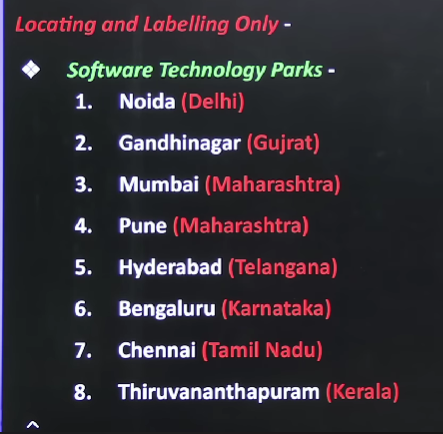 Locating and Labelling Only -
❖ Software Technology Parks -
1. Noida (Delhi)
2. Gandhinagar (Gujrat)
3. Mumbai (Maharashtra)
4. Pune (Maharashtra)
5. Hyderabad (Telangana)
6. Bengaluru (Karnataka)
7. Chennai (Tamil Nadu)
8. Thiruvananthapuram (Kerala)